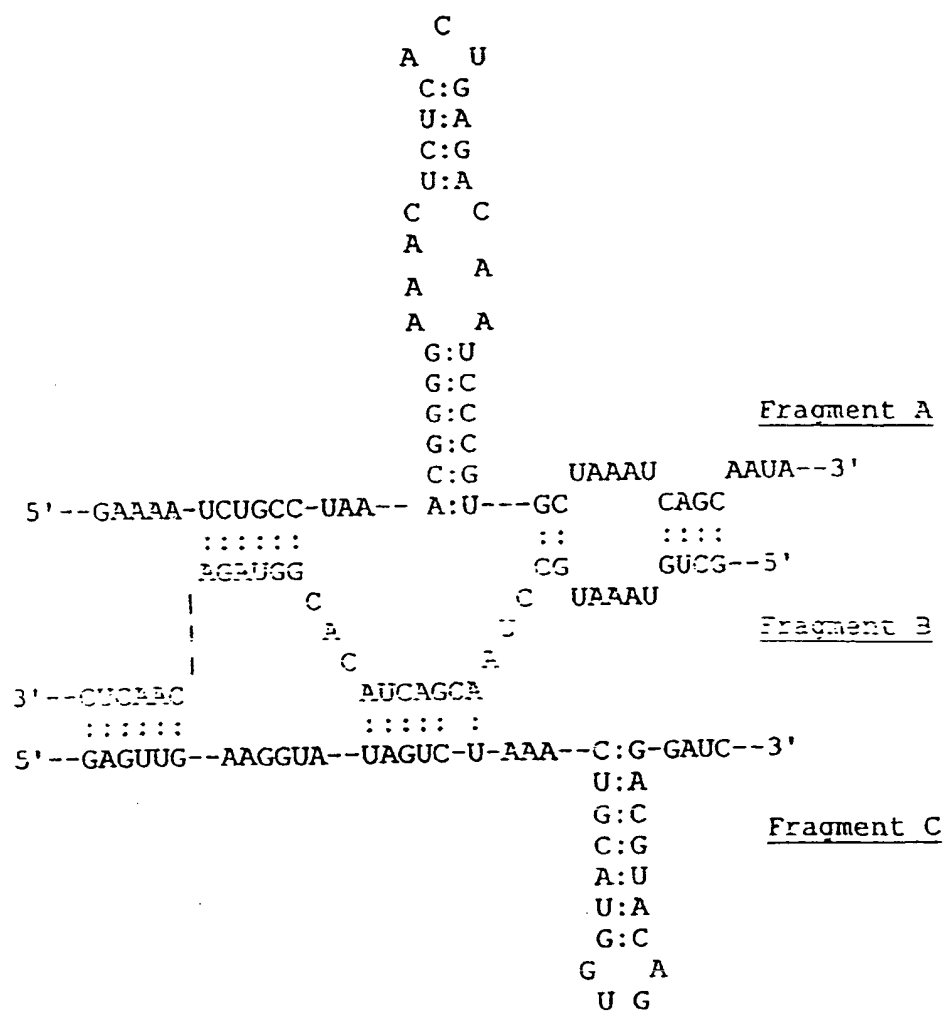 C
A U
C:G
U:A
C:G
U:A
C C
A
A
A
A A
G:U
G:C
G:C
G:C
Fragment A
C:G UAAAU AAUA--3'
5'--GAAAA-UCUGCC-UAA-- A:U---GC CAGC
:::::: :: ::::
AGAUGG CG GUCG--5'
C C UAAAU
A U Fragment B
C A
3'--CUCAAC AUCAGCA
:::::: ::::: :
5'--GAGUUG--AAGGUA--UAGUC-U-AAA--C:G-GAUC--3'
U:A
G:C
Fragment C
C:G
A:U
U:A
G:C
G A
U G